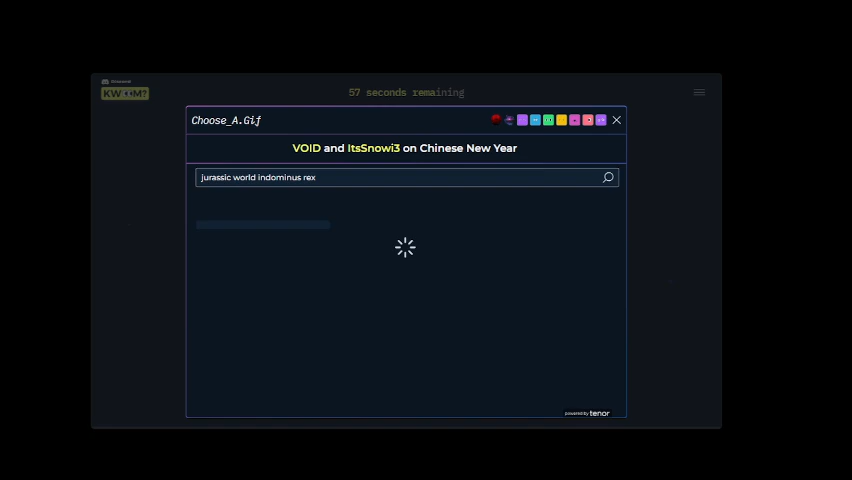 KW M?
57 seconds remaining
Choose_A.Gif
VOID and ItsSnowi3 on Chinese New Year
jurassic world indominus rex
powered by tenor